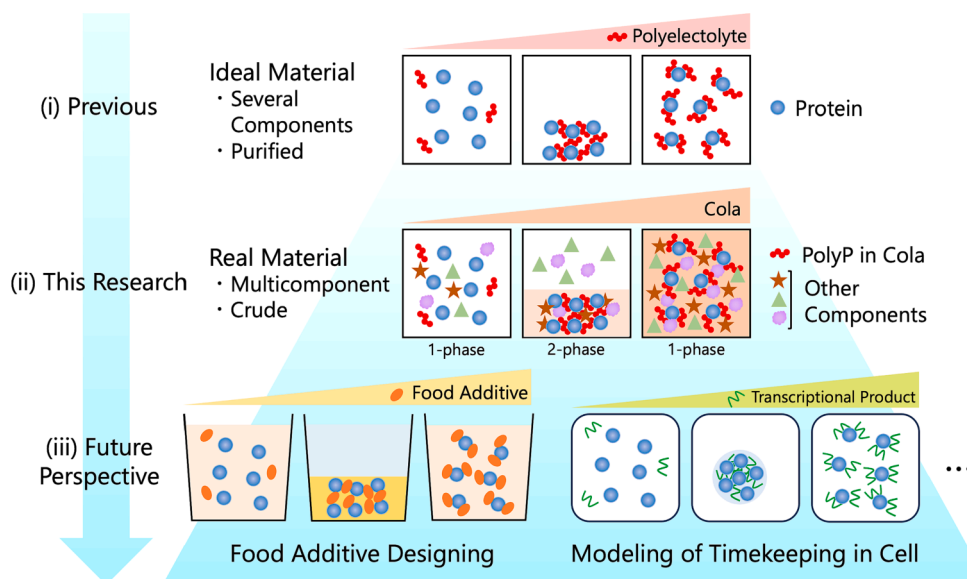 Polyelectolyte
(i) Previous
Ideal Material
・Several
Components
・Purified
Protein
Cola
(ii) This Research
Real Material
・Multicomponent
・Crude
1-phase
2-phase
1-phase
PolyP in Cola
Other
Components
(iii) Future
Perspective
Food Additive
Transcriptional Product
...
Food Additive Designing
Modeling of Timekeeping in Cell